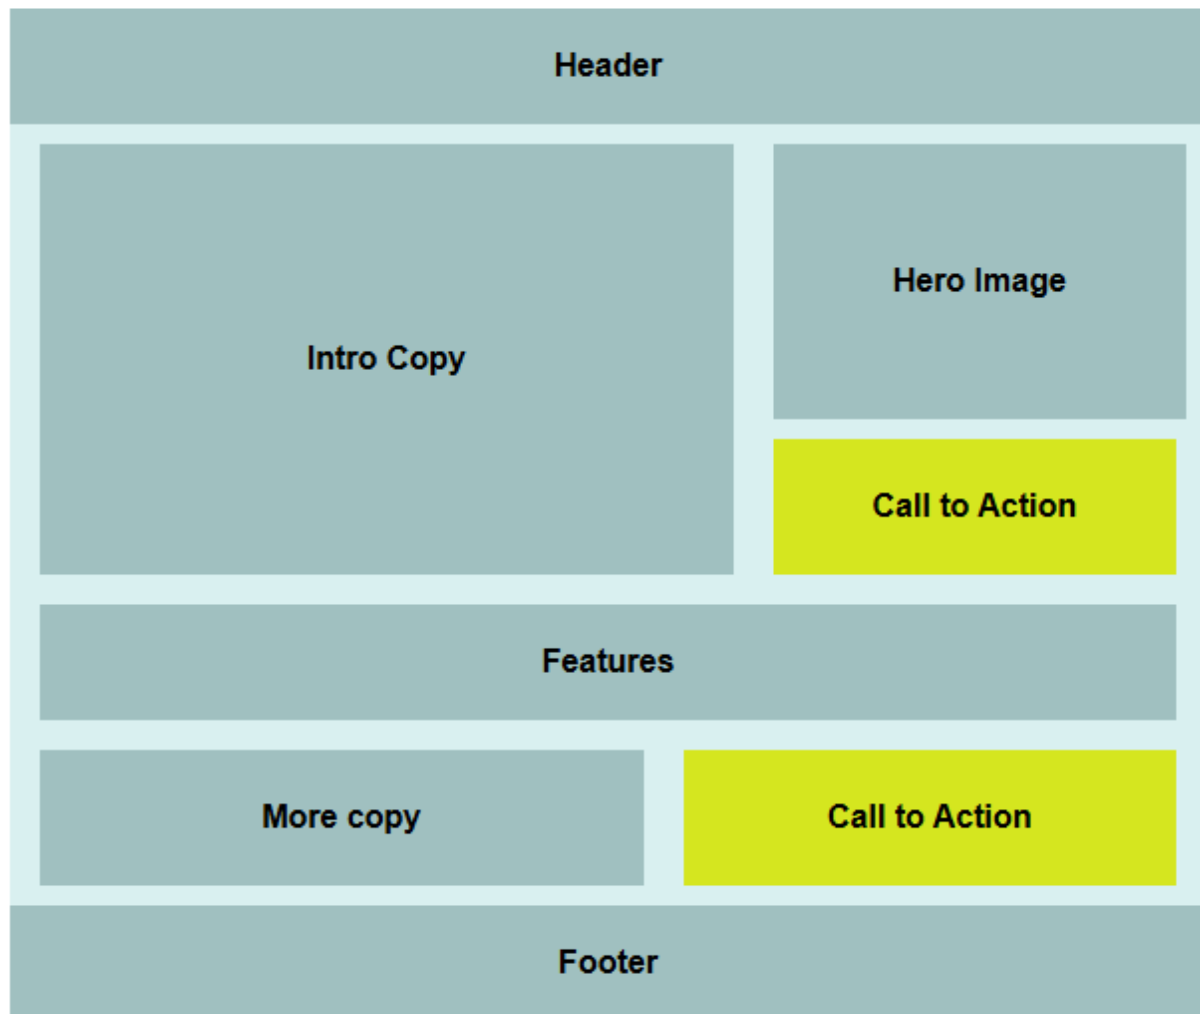 Header
Intro Copy
Hero Image
Call to Action
Features
More copy
Call to Action
Footer